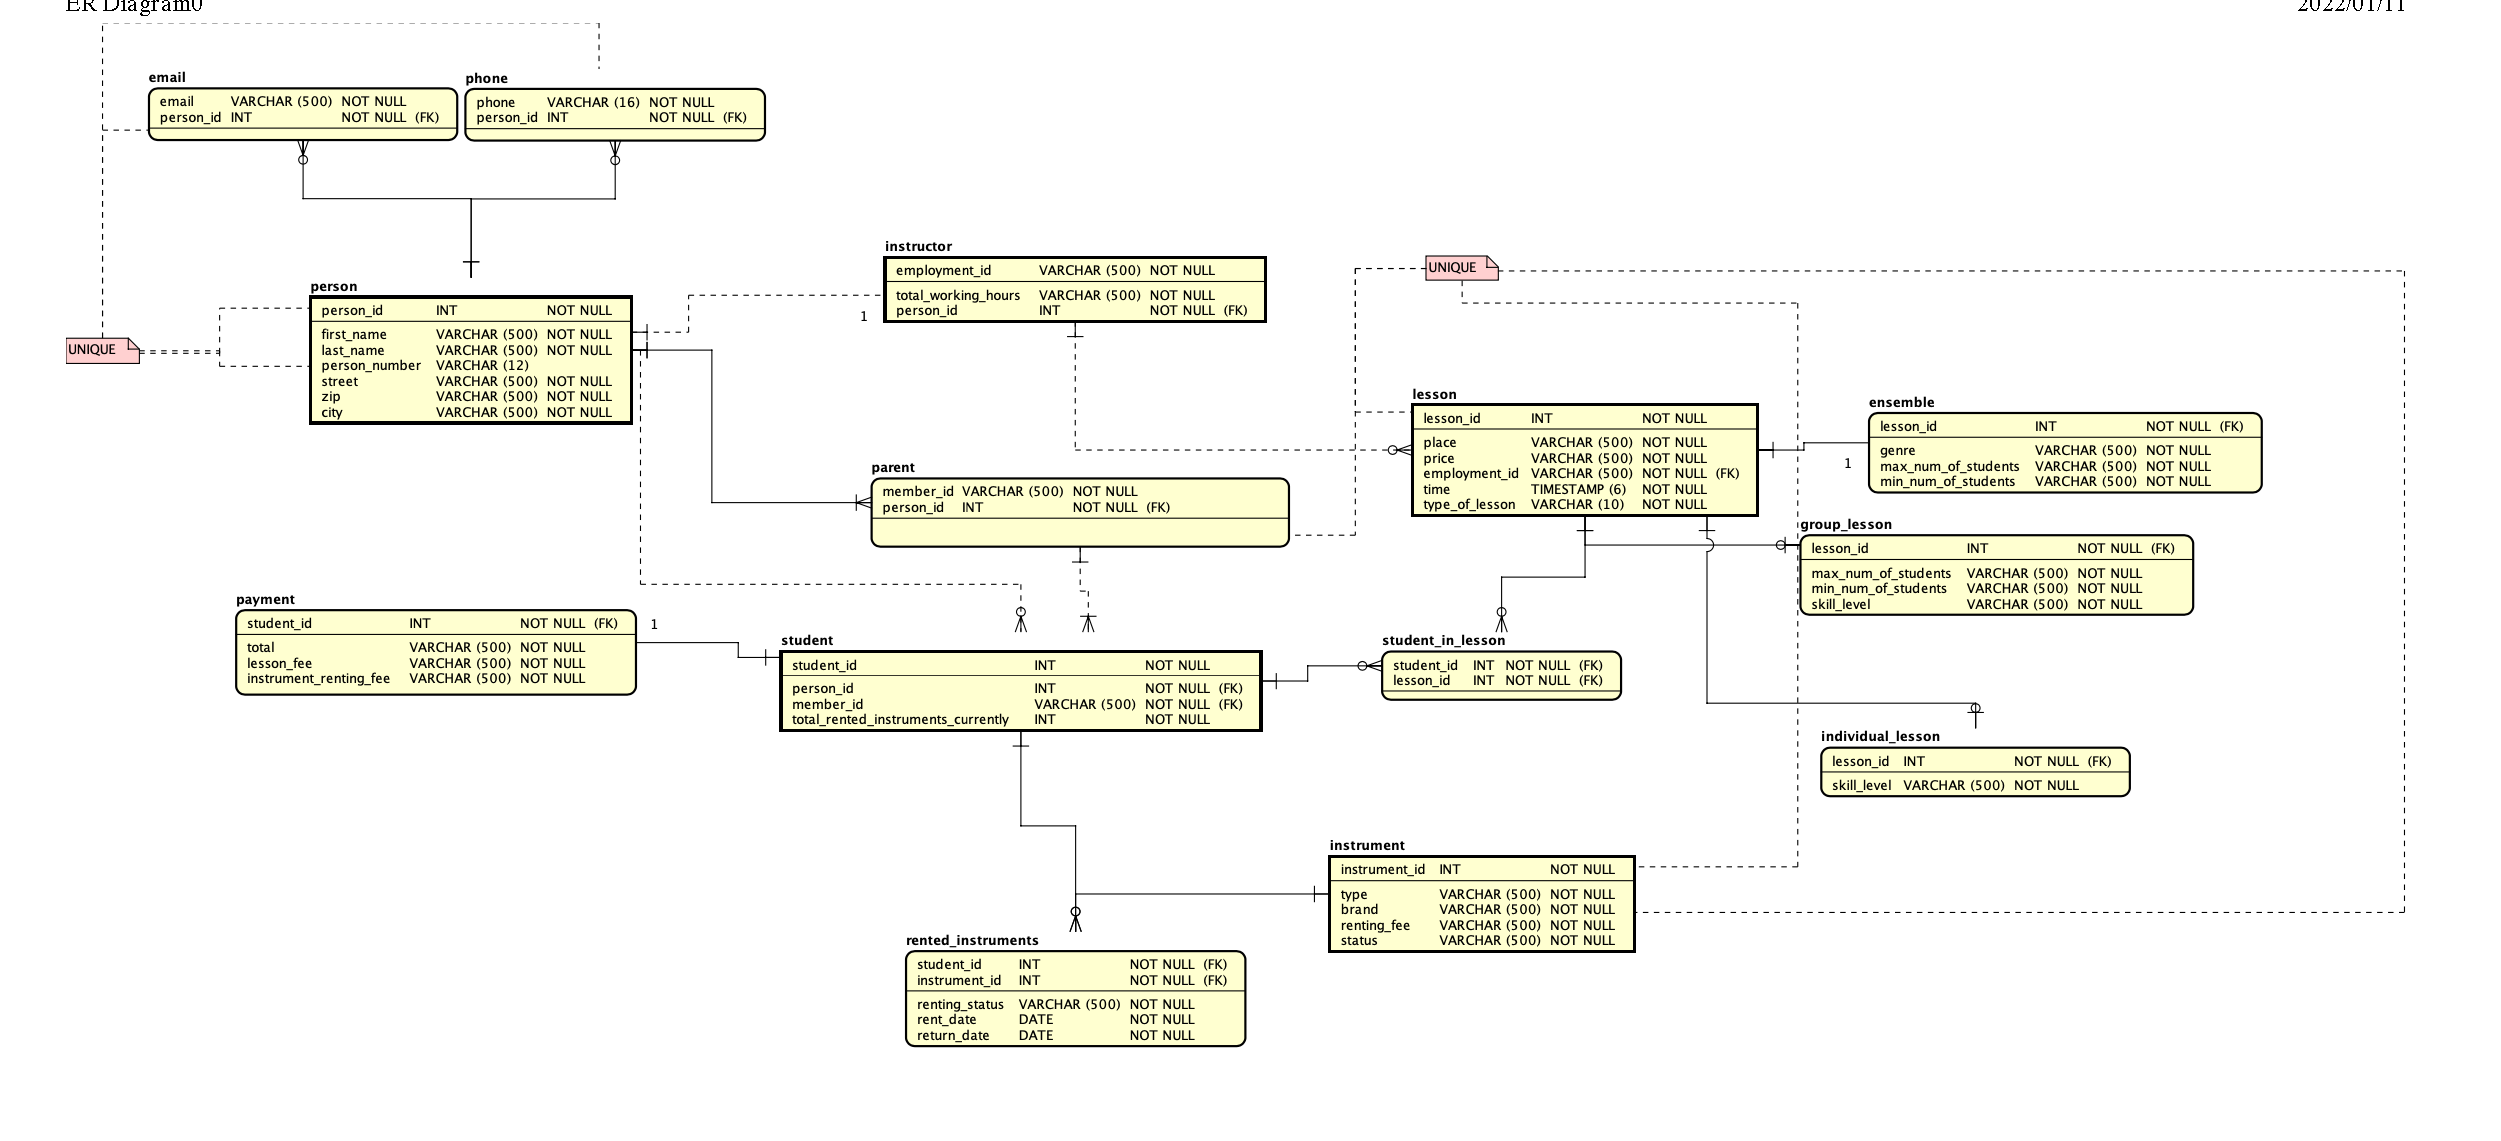 ER Diagram0
2022/01/11
email
email VARCHAR (500) NOT NULL
person_id INT NOT NULL (FK)
phone
phone VARCHAR (16) NOT NULL
person_id INT NOT NULL (FK)
instructor
employment_id VARCHAR (500) NOT NULL
total_working_hours VARCHAR (500) NOT NULL
person_id INT NOT NULL (FK)
1
UNIQUE
person
person_id INT NOT NULL
first_name VARCHAR (500) NOT NULL
last_name VARCHAR (500) NOT NULL
person_number VARCHAR (12)
street VARCHAR (500) NOT NULL
zip VARCHAR (500) NOT NULL
city VARCHAR (500) NOT NULL
UNIQUE
lesson
lesson_id INT NOT NULL
place VARCHAR (500) NOT NULL
price VARCHAR (500) NOT NULL
employment_id VARCHAR (500) NOT NULL (FK)
time TIMESTAMP (6) NOT NULL
type_of_lesson VARCHAR (10) NOT NULL
ensemble
lesson_id INT NOT NULL (FK)
genre VARCHAR (500) NOT NULL
max_num_of_students VARCHAR (500) NOT NULL
min_num_of_students VARCHAR (500) NOT NULL
1
parent
member_id VARCHAR (500) NOT NULL
person_id INT NOT NULL (FK)
group_lesson
lesson_id INT NOT NULL (FK)
max_num_of_students VARCHAR (500) NOT NULL
min_num_of_students VARCHAR (500) NOT NULL
skill_level VARCHAR (500) NOT NULL
payment
student_id INT NOT NULL (FK)
total VARCHAR (500) NOT NULL
lesson_fee VARCHAR (500) NOT NULL
instrument_renting_fee VARCHAR (500) NOT NULL
1
student
student_id INT NOT NULL
person_id INT NOT NULL (FK)
member_id VARCHAR (500) NOT NULL (FK)
total_rented_instruments_currently INT NOT NULL
student_in_lesson
student_id INT NOT NULL (FK)
lesson_id INT NOT NULL (FK)
individual_lesson
lesson_id INT NOT NULL (FK)
skill_level VARCHAR (500) NOT NULL
instrument
instrument_id INT NOT NULL
type VARCHAR (500) NOT NULL
brand VARCHAR (500) NOT NULL
renting_fee VARCHAR (500) NOT NULL
status VARCHAR (500) NOT NULL
rented_instruments
student_id INT NOT NULL (FK)
instrument_id INT NOT NULL (FK)
renting_status VARCHAR (500) NOT NULL
rent_date DATE NOT NULL
return_date DATE NOT NULL